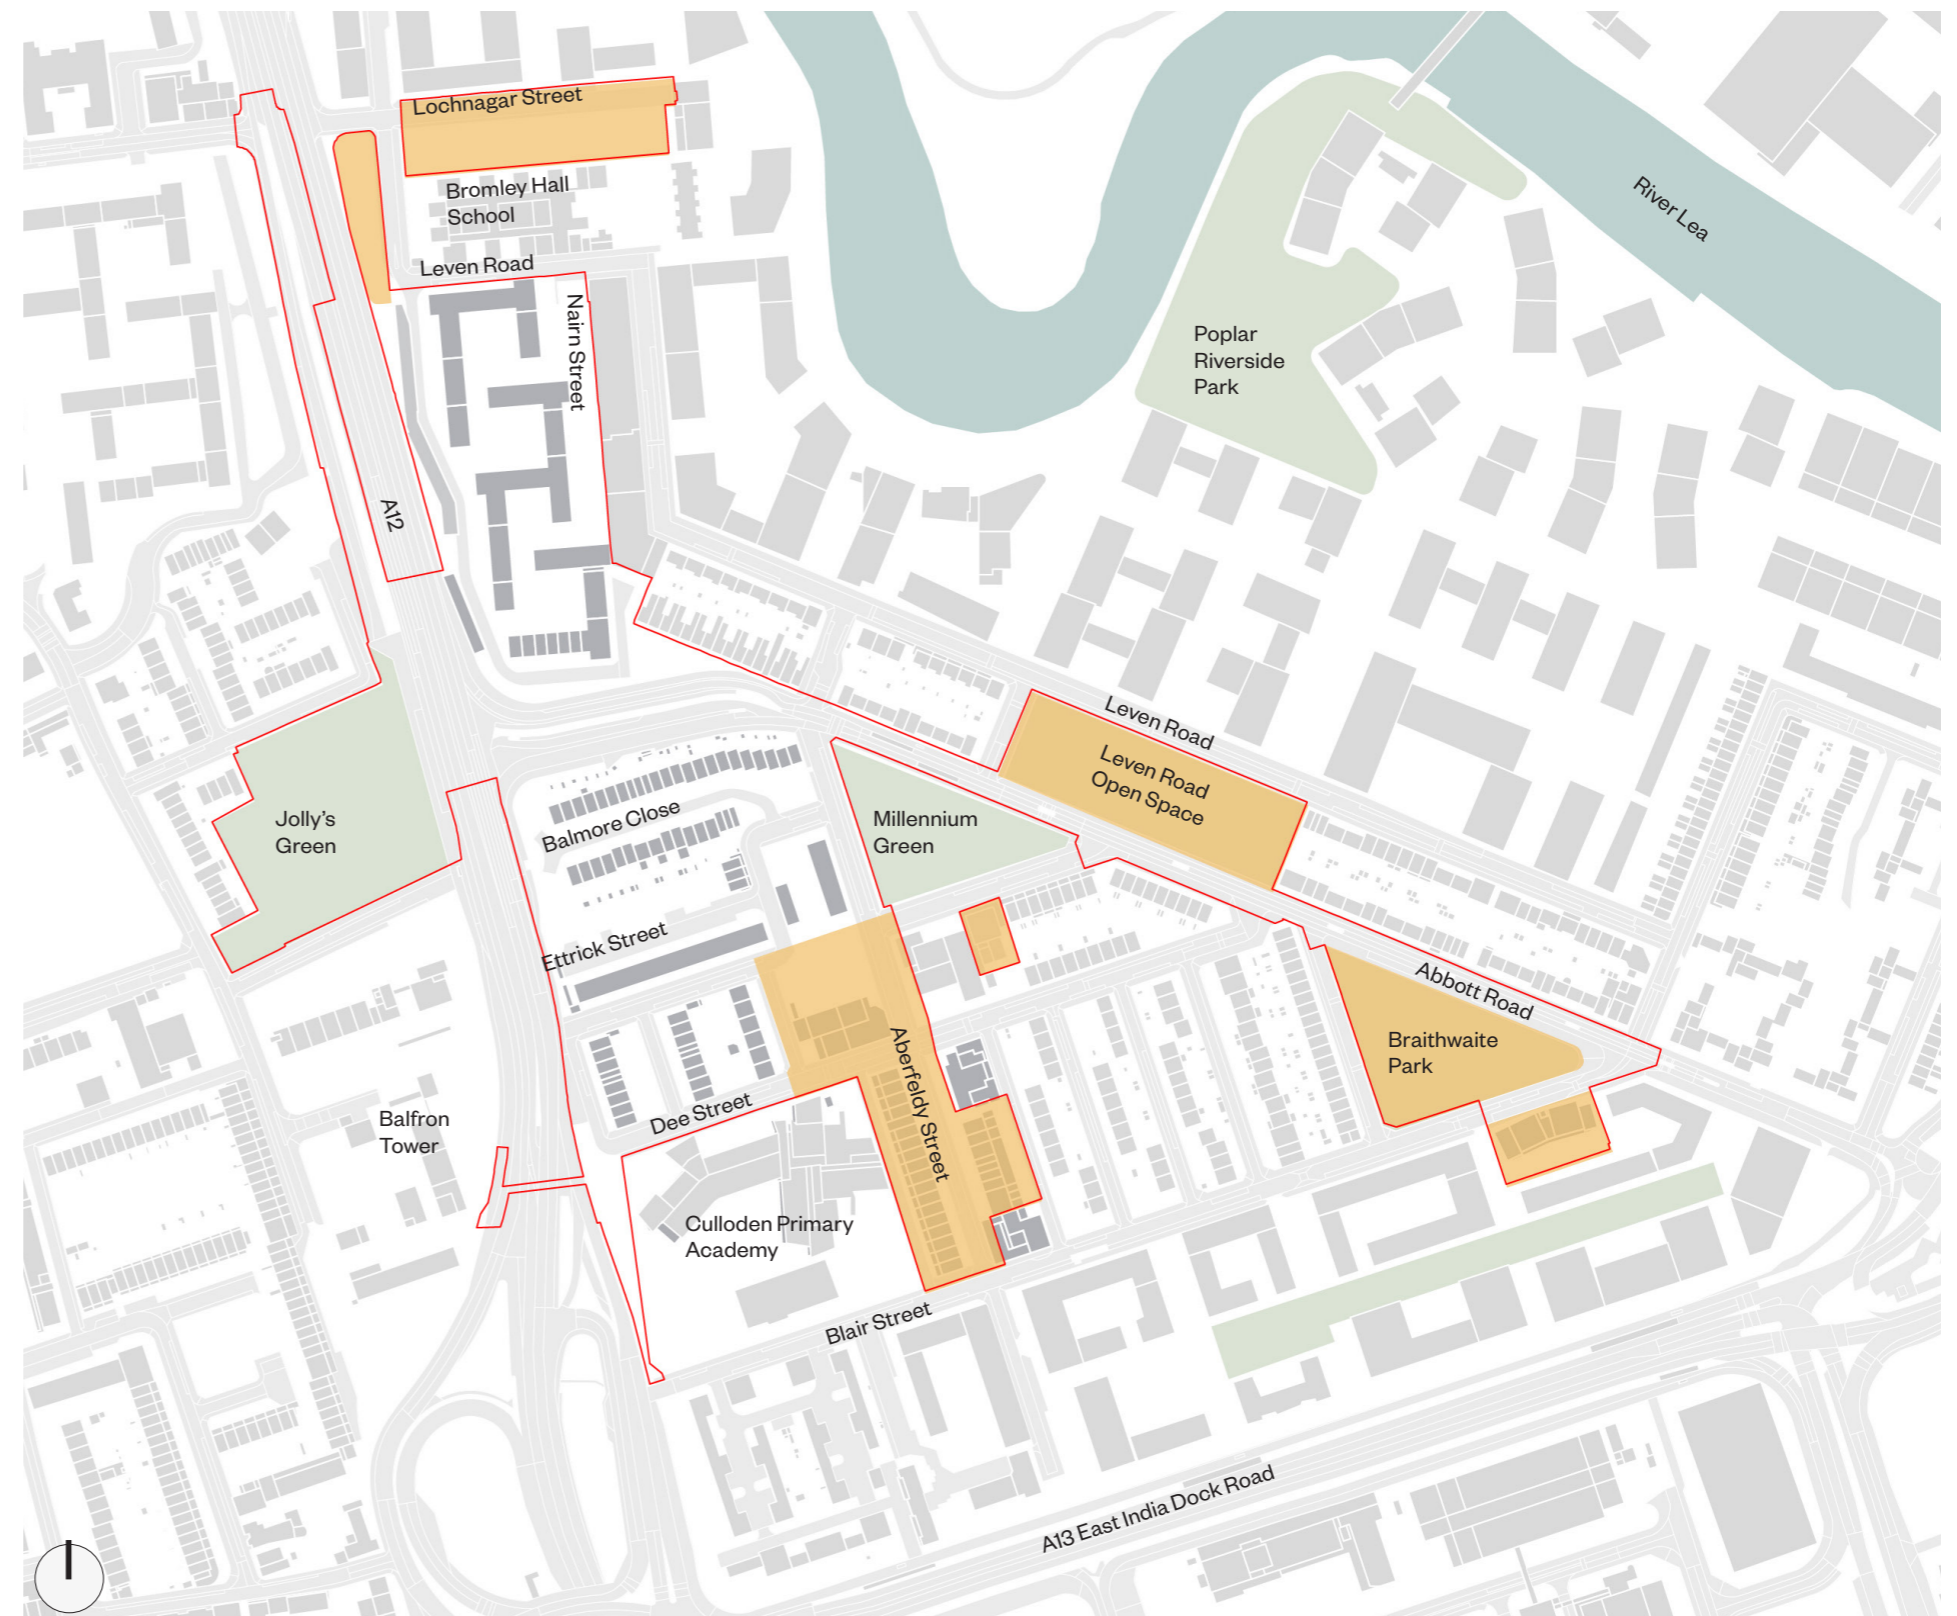 Lochnagar Street
Bromley Hall
School
River Lea
Leven Road
Nairn Street
Poplar
Riverside
Park
A12
Leven Road
Leven Road
Open Space
Jolly's
Green
Balmore Close
Millennium
Green
Ettrick Street
Abbott Road
Braithwaite
Park
Aberfeldy Street
Dee Street
Balfron
Tower
Culloden Primary
Academy
Blair Street
A13 East India Dock Road